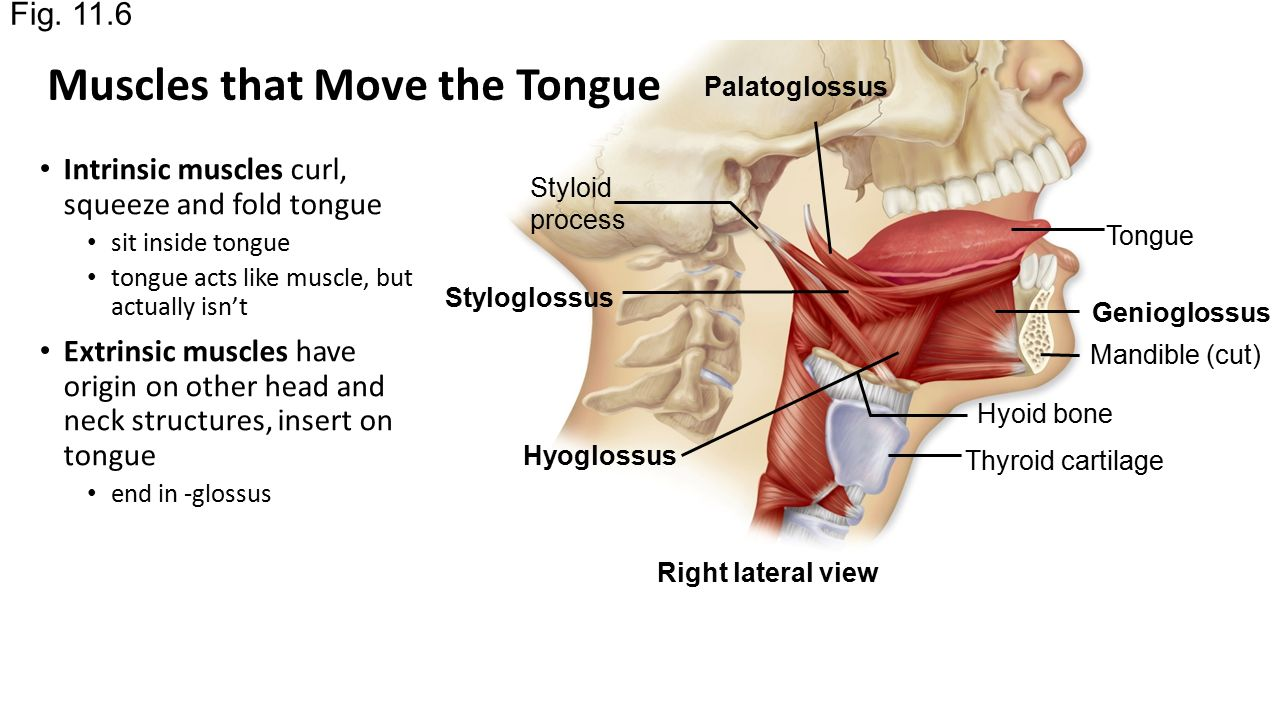 Fig. 11.6
Muscles that Move the Tongue
• Intrinsic muscles curl,
squeeze and fold tongue
• sit inside tongue
• tongue acts like muscle, but
actually isn’t
• Extrinsic muscles have
origin on other head and
neck structures, insert on
tongue
• end in -glossus
Palatoglossus
Styloid
process
Tongue
Styloglossus
Genioglossus
Mandible (cut)
Hyoid bone
Hyoglossus
Thyroid cartilage
Right lateral view